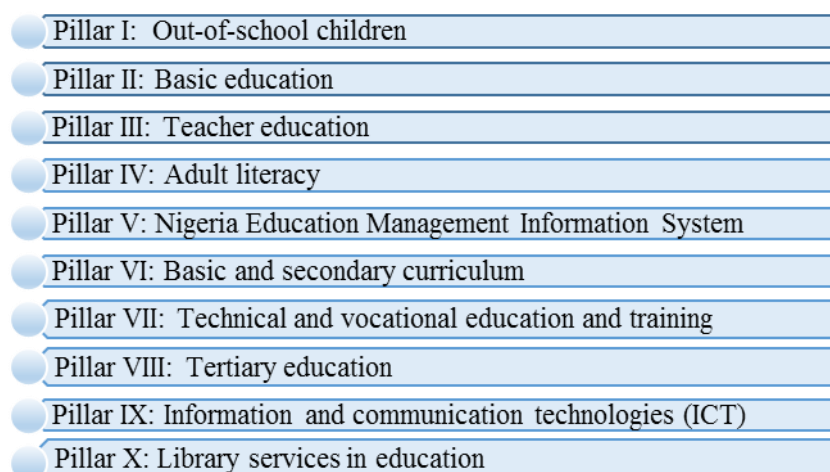 Pillar I: Out-of-school children
Pillar II: Basic education
Pillar III: Teacher education
Pillar IV: Adult literacy
Pillar V: Nigeria Education Management Information System
Pillar VI: Basic and secondary curriculum
Pillar VII: Technical and vocational education and training
Pillar VIII: Tertiary education
Pillar IX: Information and communication technologies (ICT)
Pillar X: Library services in education